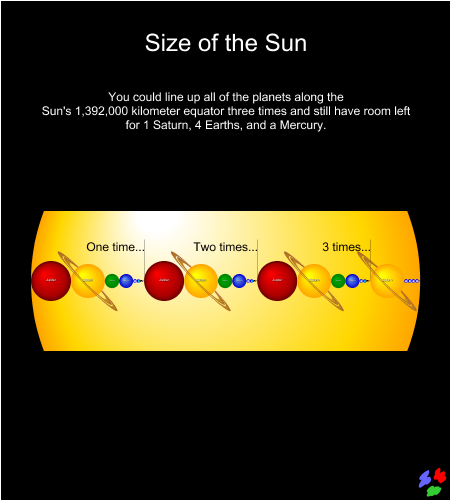 Size of the Sun
You could line up all of the planets along the
Sun's 1,392,000 kilometer equator three times and still have room left
for 1 Saturn, 4 Earths, and a Mercury.
One time... Two times... 3 times...